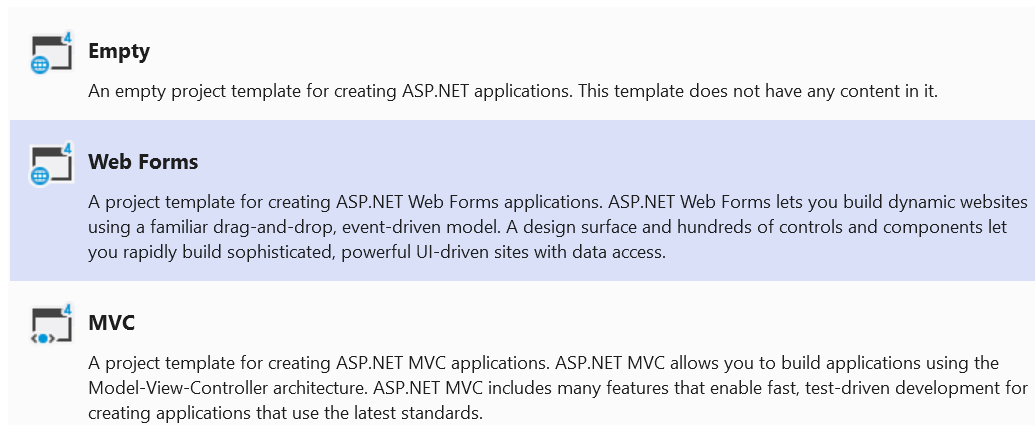 4
Empty
An empty project template for creating ASP.NET applications. This template does not have any content in it.
4
Web Forms
A project template for creating ASP.NET Web Forms applications. ASP.NET Web Forms lets you build dynamic websites
using a familiar drag-and-drop, event-driven model. A design surface and hundreds of controls and components let
you rapidly build sophisticated, powerful UI-driven sites with data access.
4
MVC
A project template for creating ASP.NET MVC applications. ASP.NET MVC allows you to build applications using the
Model-View-Controller architecture. ASP.NET MVC includes many features that enable fast, test-driven development for
creating applications that use the latest standards.